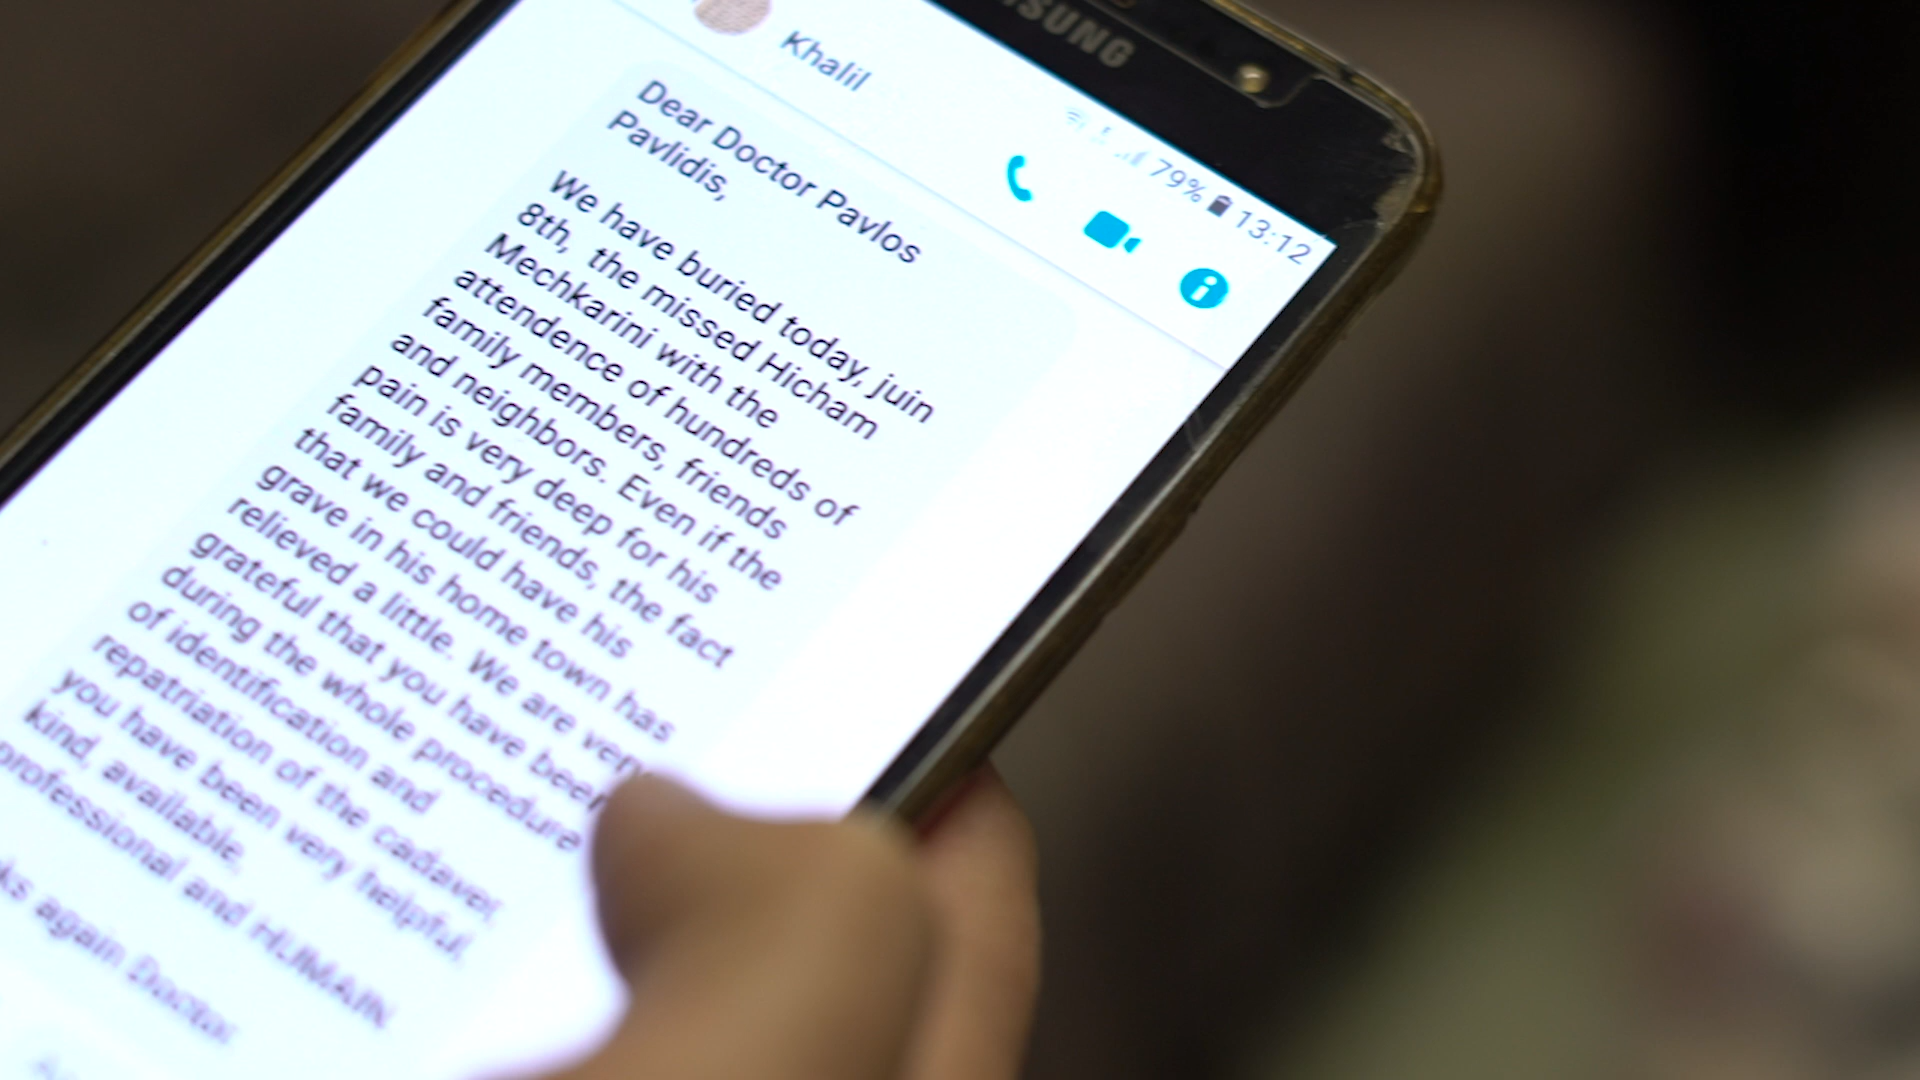 SUNG
79% 13:12
Khalil
Dear Doctor Pavlos
Pavlidis,
We have buried today, juin
8th, the missed Hicham
Mechkarini with the
attendence of hundreds of
family members, friends
and neighbors. Even if the
pain is very deep for his
family and friends, the fact
that we could have his
grave in his home town has
relieved a little. We are very
grateful that you have been
during the whole procedure
of identification and
repatriation of the cadaver,
you have been very helpful,
kind, available,
professional and HUMAIN.
again Doctor